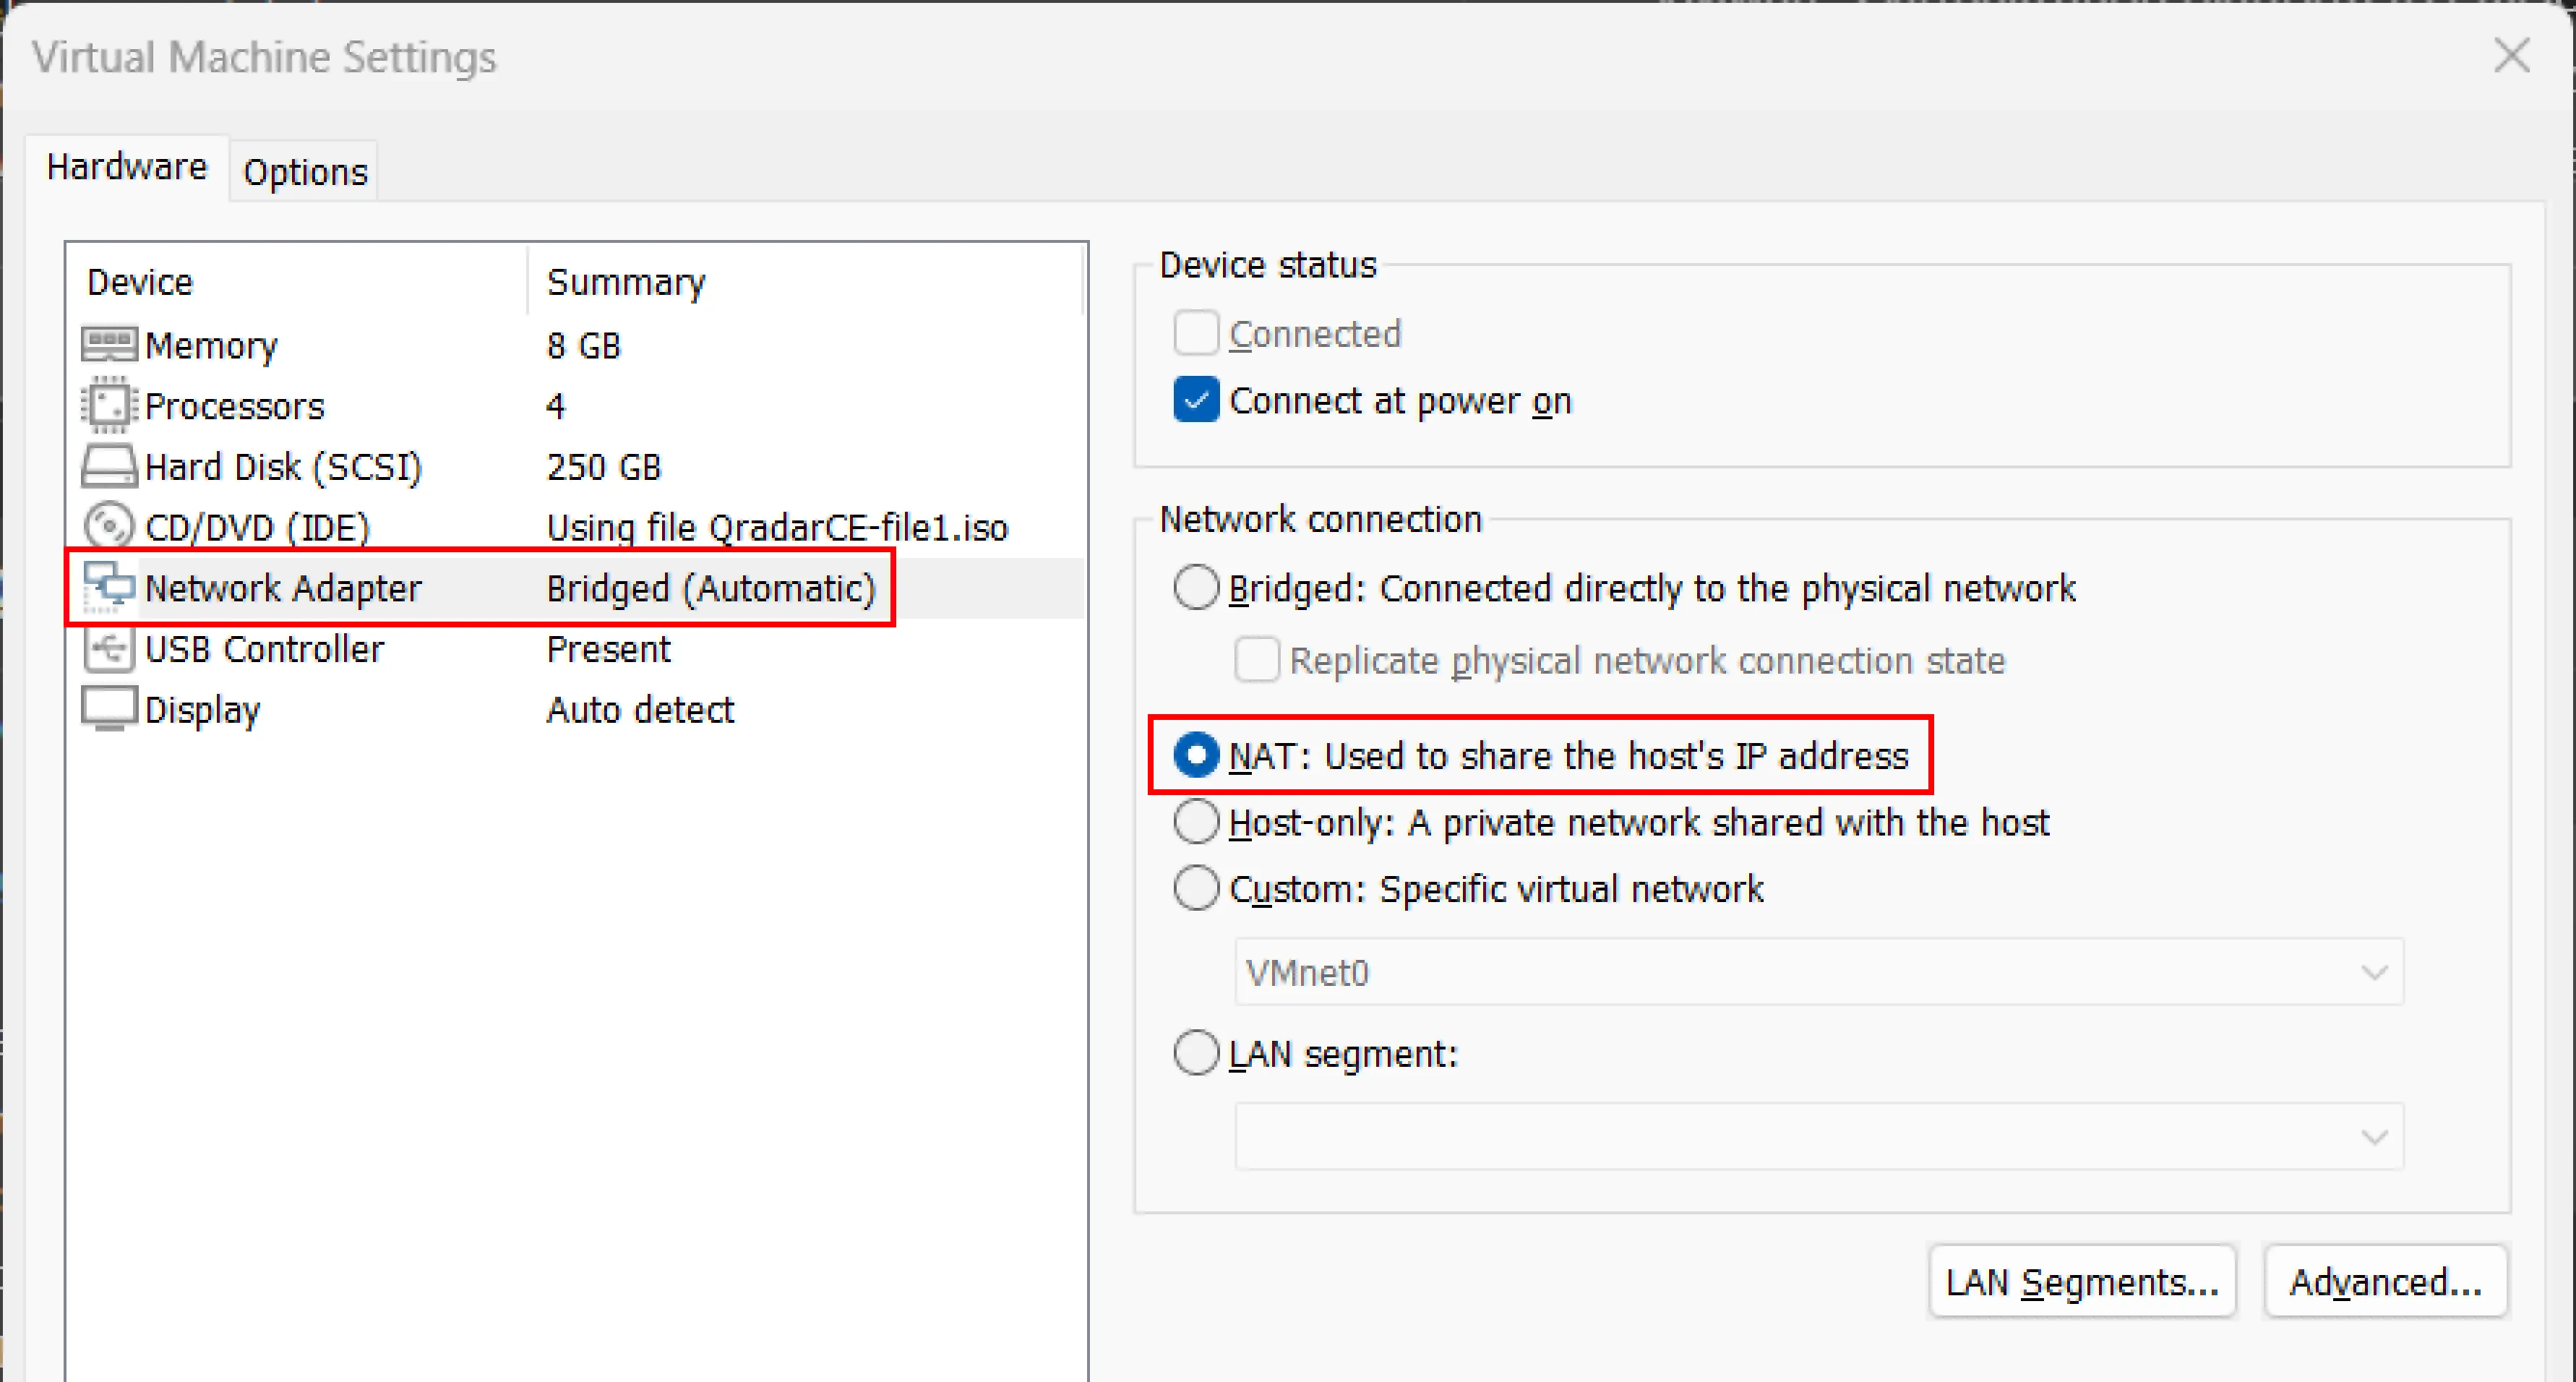 Virtual Machine Settings
Hardware
Options
Device Summary
Memory 8 GB
Processors 4
Hard Disk (SCSI) 250 GB
CD/DVD (IDE) Using file QradarCE-file1.iso
Network Adapter Bridged (Automatic)
USB Controller Present
Display Auto detect
Device status
Connected
Connect at power on
Network connection
Bridged: Connected directly to the physical network
Replicate physical network connection state
NAT: Used to share the host's IP address
Host-only: A private network shared with the host
Custom: Specific virtual network
VMnet0
LAN segment:
LAN Segments...
Advanced...